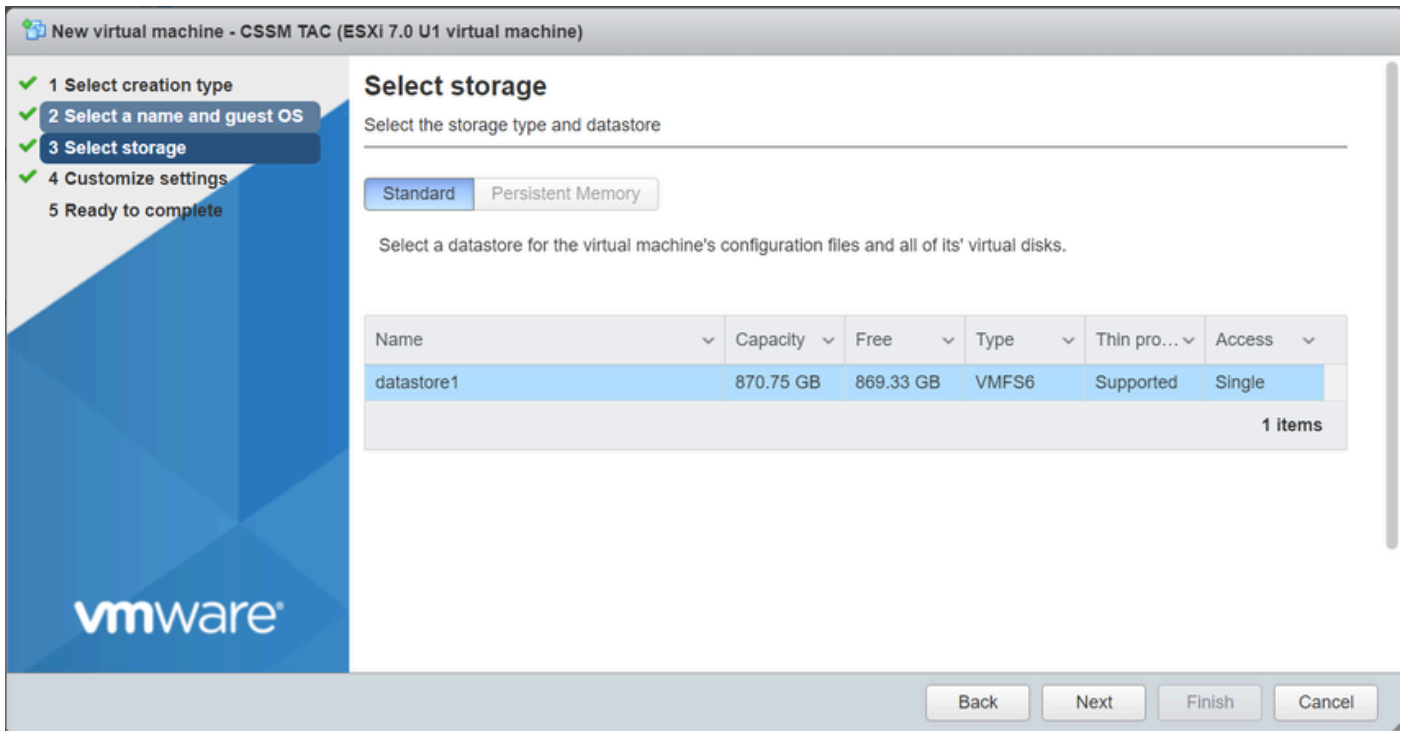 New virtual machine - CSSM TAC (ESXi 7.0 U1 virtual machine)
1 Select creation type
2 Select a name and guest OS
3 Select storage
4 Customize settings
5 Ready to complete
vmware®
Select storage
Select the storage type and datastore
Standard Persistent Memory
Select a datastore for the virtual machine's configuration files and all of its' virtual disks.
Name Capacity Free Type Thin pro... Access
datastore1 870.75 GB 869.33 GB VMFS6 Supported Single
1 items
Back Next Finish Cancel